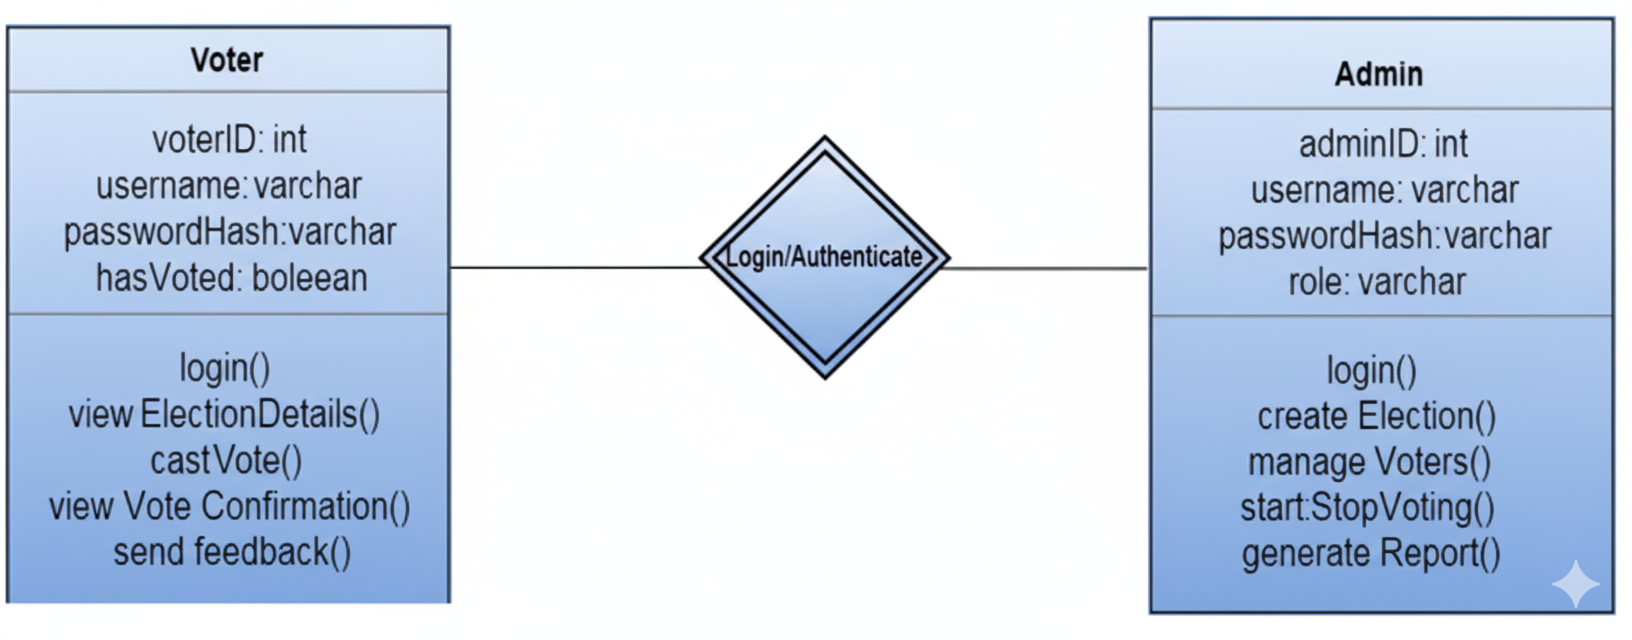 Voter
voterID: int
username: varchar
passwordHash:varchar
hasVoted: boleean
login()
view ElectionDetails()
castVote()
view Vote Confirmation()
send feedback()
Login/Authenticate
Admin
adminID: int
username: varchar
passwordHash:varchar
role: varchar
login()
create Election()
manage Voters()
start:StopVoting()
generate Report()